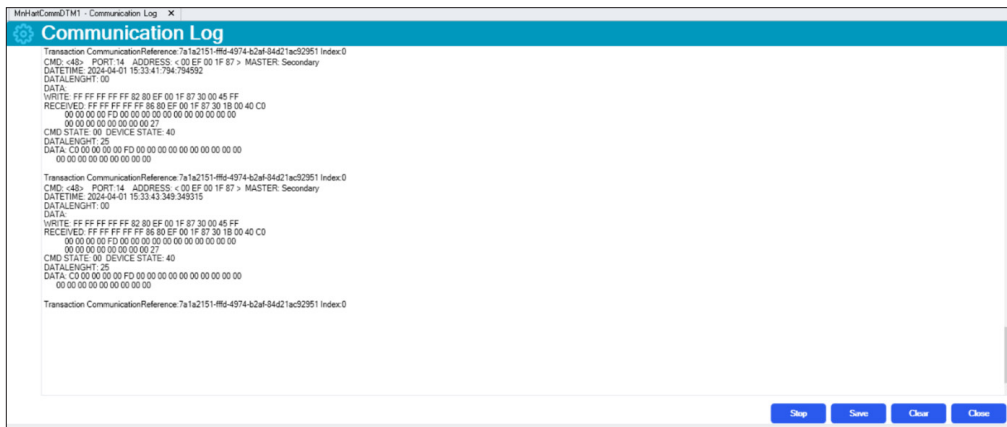 MnHartCommDTM1 - Communication Log X
Communication Log
Transaction CommunicationReference:7a1a2151-fffd-4974-b2af-84d21ac92951 Index:0
CMD: <48> PORT:14 ADDRESS: < 00 EF 00 1F 87 > MASTER: Secondary
DATETIME: 2024-04-01 15:33:41:794:794592
DATALENGHT: 00
DATA:
WRITE: FF FF FF FF FF 82 80 EF 00 1F 87 30 00 45 FF
RECEIVED: FF FF FF FF FF 86 80 EF 00 1F 87 30 1B 00 40 C0
00 00 00 00 FD 00 00 00 00 00 00 00 00 00 00 00
00 00 00 00 00 00 00 00 27
CMD STATE: 00 DEVICE STATE: 40
DATALENGHT: 25
DATA: C0 00 00 00 00 FD 00 00 00 00 00 00 00 00 00 00
00 00 00 00 00 00 00 00 00
Transaction CommunicationReference:7a1a2151-fffd-4974-b2af-84d21ac92951 Index:0
CMD: <48> PORT:14 ADDRESS: < 00 EF 00 1F 87 > MASTER: Secondary
DATETIME: 2024-04-01 15:33:43:349:349315
DATALENGHT: 00
DATA:
WRITE: FF FF FF FF FF 82 80 EF 00 1F 87 30 00 45 FF
RECEIVED: FF FF FF FF FF 86 80 EF 00 1F 87 30 1B 00 40 C0
00 00 00 00 FD 00 00 00 00 00 00 00 00 00 00 00
00 00 00 00 00 00 00 00 27
CMD STATE: 00 DEVICE STATE: 40
DATALENGHT: 25
DATA: C0 00 00 00 00 FD 00 00 00 00 00 00 00 00 00 00
00 00 00 00 00 00 00 00 00
Transaction CommunicationReference:7a1a2151-fffd-4974-b2af-84d21ac92951 Index:0
Stop Save Clear Close